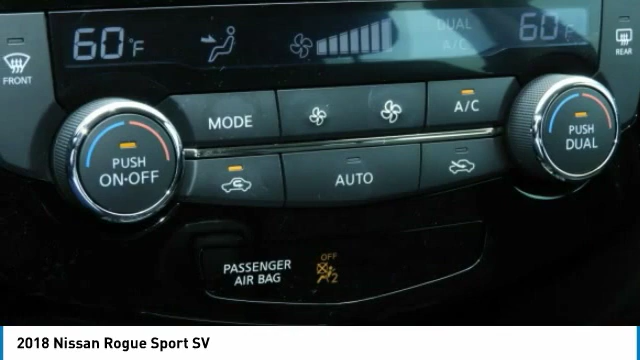 60°F
DUAL
A/C
60°F
FRONT
REAR
MODE
A/C
PUSH
ON-OFF
PUSH
DUAL
AUTO
PASSENGER
AIR BAG
OFF
2
2018 Nissan Rogue Sport SV